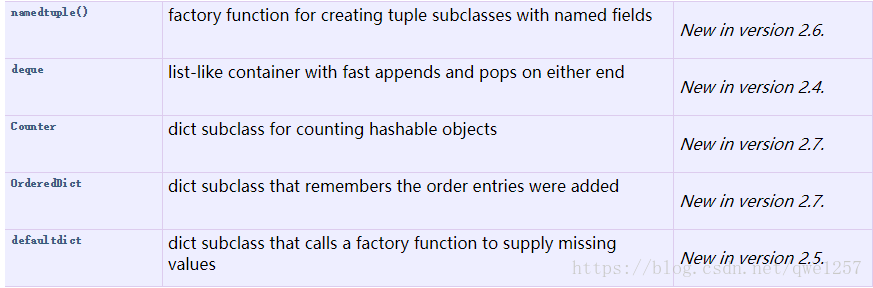 namedtuple() factory function for creating tuple subclasses with named fields New in version 2.6.
deque list-like container with fast appends and pops on either end New in version 2.4.
Counter dict subclass for counting hashable objects New in version 2.7.
OrderedDict dict subclass that remembers the order entries were added New in version 2.7.
defaultdict dict subclass that calls a factory function to supply missing
values New in version 2.5.
https://blog.csdn.net/qwe1257